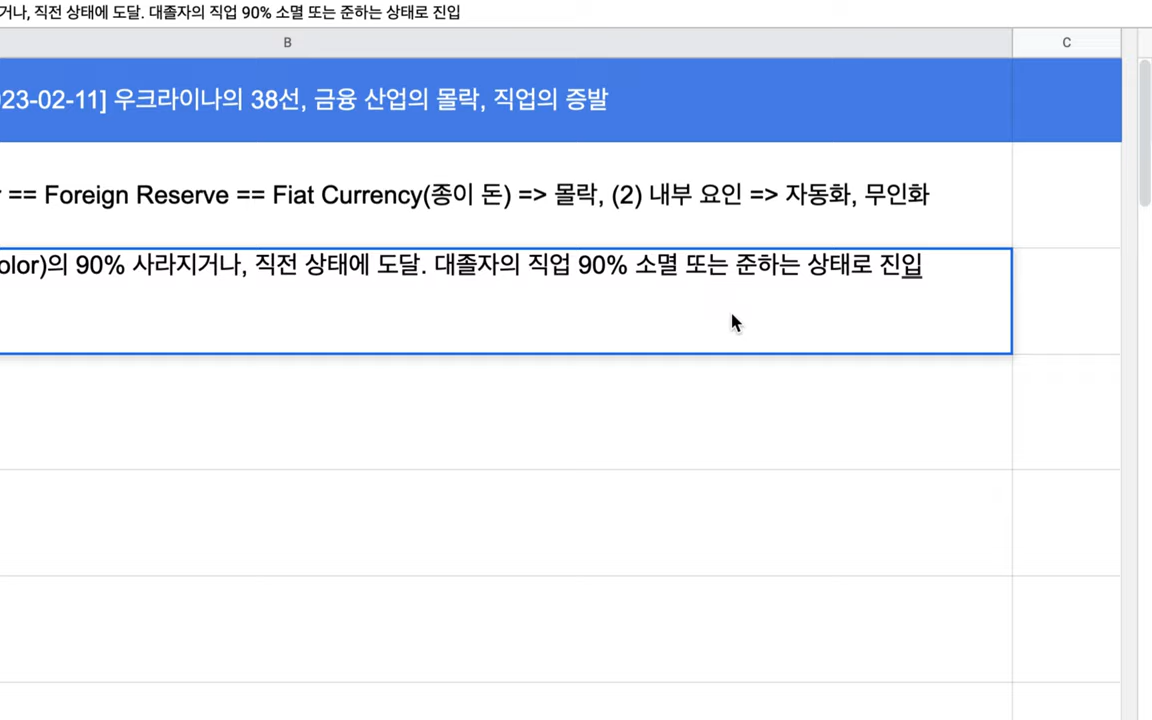 거나, 직전 상태에 도달. 대졸자의 직업 90% 소멸 또는 준하는 상태로 진입
B
C
23-02-11] 우크라이나의 38선, 금융 산업의 몰락, 직업의 증발
== Foreign Reserve == Fiat Currency(종이 돈) => 몰락, (2) 내부 요인 => 자동화, 무인화
olor)의 90% 사라지거나, 직전 상태에 도달. 대졸자의 직업 90% 소멸 또는 준하는 상태로 진입